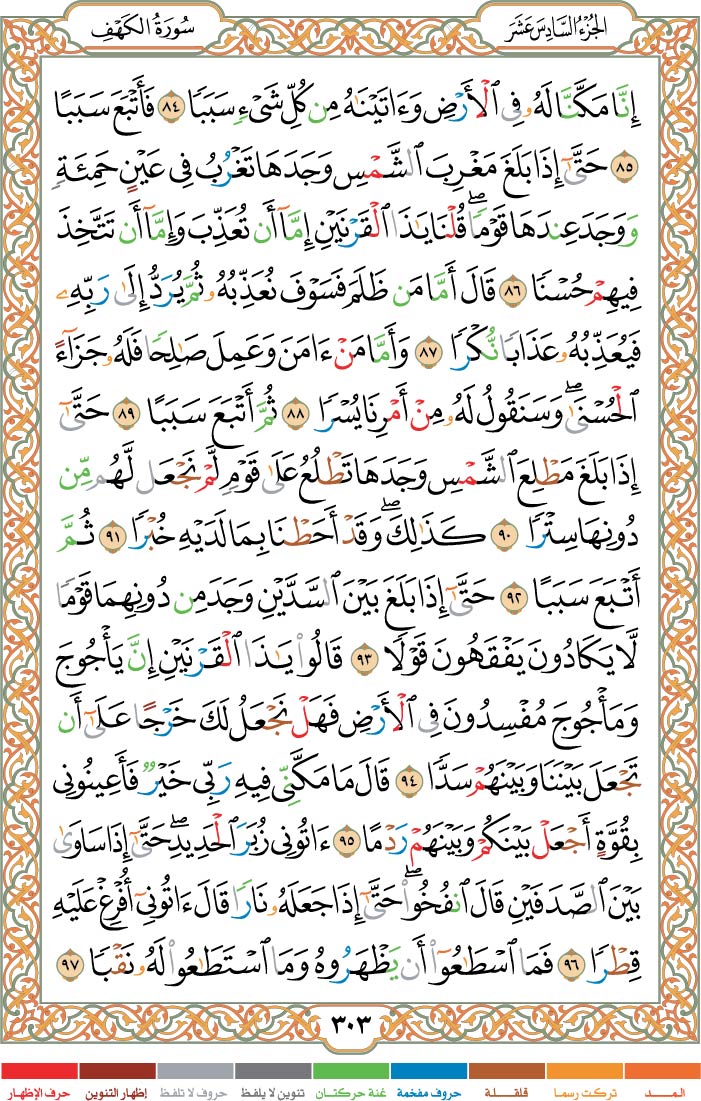 الجُزْءُ السَّادِسَ عَشَرَ
سُورَةُ الكَهْفِ
إِنَّا مَكَّنَّا لَهُۥ فِي ٱلْأَرْضِ وَءَاتَيْنَٰهُ مِن كُلِّ شَىْءٍ سَبَبًا ٨٤ فَأَتْبَعَ سَبَبًا
٨٥ حَتَّىٰٓ إِذَا بَلَغَ مَغْرِبَ ٱلشَّمْسِ وَجَدَهَا تَغْرُبُ فِي عَيْنٍ حَمِئَةٍ
وَوَجَدَ عِندَهَا قَوْمًاۖ قُلْنَا يَٰذَا ٱلْقَرْنَيْنِ إِمَّآ أَن تُعَذِّبَ وَإِمَّآ أَن تَتَّخِذَ
فِيهِمْ حُسْنًا ٨٦ قَالَ أَمَّا مَن ظَلَمَ فَسَوْفَ نُعَذِّبُهُۥ ثُمَّ يُرَدُّ إِلَىٰ رَبِّهِۦ
فَيُعَذِّبُهُۥ عَذَابًا نُّكْرًا ٨٧ وَأَمَّا مَنْ ءَامَنَ وَعَمِلَ صَٰلِحًا فَلَهُۥ جَزَآءً
ٱلْحُسْنَىٰۖ وَسَنَقُولُ لَهُۥ مِنْ أَمْرِنَا يُسْرًا ٨٨ ثُمَّ أَتْبَعَ سَبَبًا ٨٩ حَتَّىٰٓ
إِذَا بَلَغَ مَطْلِعَ ٱلشَّمْسِ وَجَدَهَا تَطْلُعُ عَلَىٰ قَوْمٍ لَّمْ نَجْعَل لَّهُم مِّن
دُونِهَا سِتْرًا ٩٠ كَذَٰلِكَۖ وَقَدْ أَحَطْنَا بِمَا لَدَيْهِ خُبْرًا ٩١ ثُمَّ
أَتْبَعَ سَبَبًا ٩٢ حَتَّىٰٓ إِذَا بَلَغَ بَيْنَ ٱلسَّدَّيْنِ وَجَدَ مِن دُونِهِمَا قَوْمًا
لَّا يَكَادُونَ يَفْقَهُونَ قَوْلًا ٩٣ قَالُوا۟ يَٰذَا ٱلْقَرْنَيْنِ إِنَّ يَأْجُوجَ
وَمَأْجُوجَ مُفْسِدُونَ فِي ٱلْأَرْضِ فَهَلْ نَجْعَلُ لَكَ خَرْجًا عَلَىٰٓ أَن
تَجْعَلَ بَيْنَنَا وَبَيْنَهُمْ سَدًّا ٩٤ قَالَ مَا مَكَّنِّي فِيهِ رَبِّي خَيْرٌ فَأَعِينُونِي
بِقُوَّةٍ أَجْعَلْ بَيْنَكُمْ وَبَيْنَهُمْ رَدْمًا ٩٥ ءَاتُونِي زُبَرَ ٱلْحَدِيدِۖ حَتَّىٰٓ إِذَا سَاوَىٰ
بَيْنَ ٱلصَّدَفَيْنِ قَالَ ٱنفُخُوا۟ۖ حَتَّىٰٓ إِذَا جَعَلَهُۥ نَارًا قَالَ ءَاتُونِيٓ أُفْرِغْ عَلَيْهِ
قِطْرًا ٩٦ فَمَا ٱسْطَٰعُوٓا۟ أَن يَظْهَرُوهُ وَمَا ٱسْتَطَٰعُوا۟ لَهُۥ نَقْبًا ٩٧
٣٠٣
المـد تركت رسما قلقلة حروف مفخمة غنة حركتان تنوين لا يلفظ حروف لا تلفظ إظهار التنوين حرف الإظهار